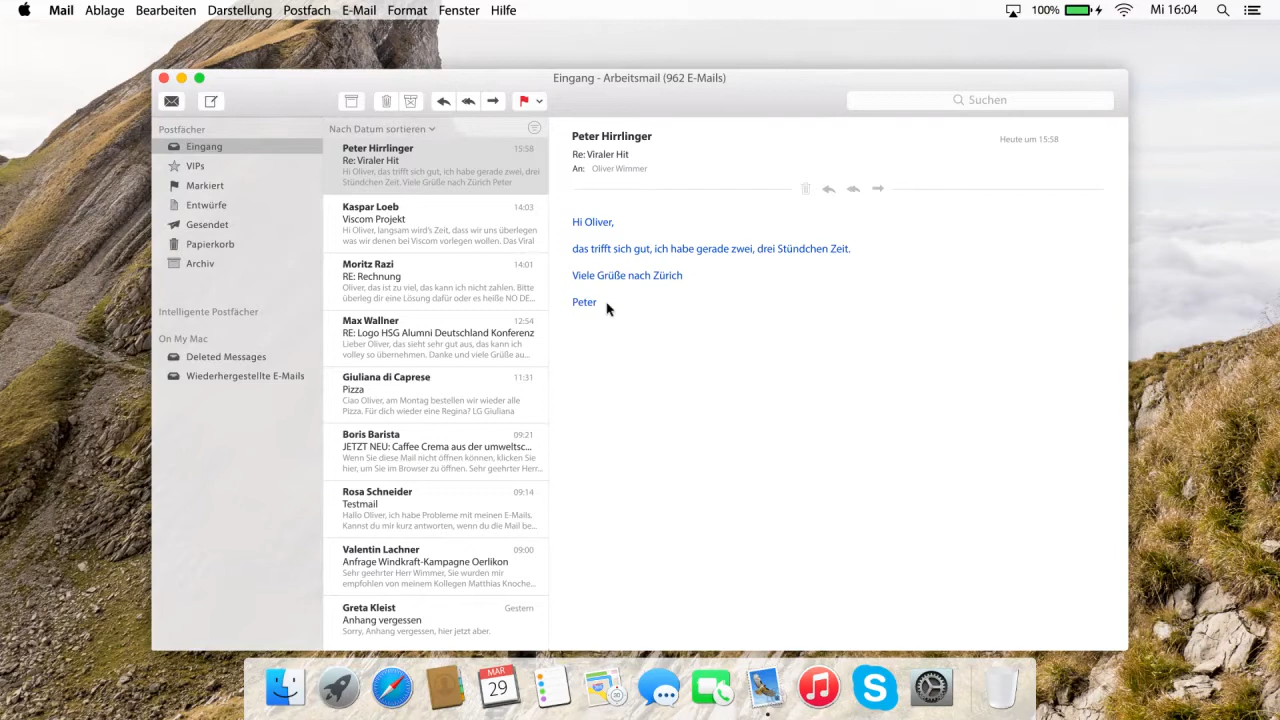 Mail Ablage Bearbeiten Darstellung Postfach E-Mail Format Fenster Hilfe 100% Mi 16:04
Eingang - Arbeitsmail (962 E-Mails)
Suchen
Postfächer
Eingang
VIPs
Markiert
Entwürfe
Gesendet
Papierkorb
Archiv
Intelligente Postfächer
On My Mac
Deleted Messages
Wiederhergestellte E-Mails
Nach Datum sortieren
Peter Hirrlinger 15:58
Re: Viraler Hit
Hi Oliver, das trifft sich gut, ich habe gerade zwei, drei
Stündchen Zeit. Viele Grüße nach Zürich Peter
Kaspar Loeb 14:03
Viscom Projekt
Hi Oliver, langsam wird's Zeit, dass wir uns überlegen
was wir denen bei Viscom vorlegen wollen. Das Viral
Moritz Razi 14:01
RE: Rechnung
Oliver, das ist zu viel, das kann ich nicht zahlen. Bitte
überleg dir eine Lösung dafür oder es heiße NO DE...
Max Wallner 12:54
RE: Logo HSG Alumni Deutschland Konferenz
Lieber Oliver, das sieht sehr gut aus, das kann ich
volley so übernehmen. Danke und viele Grüße au...
Giuliana di Caprese 11:31
Pizza
Ciao Oliver, am Montag bestellen wir wieder alle
Pizza. Für dich wieder eine Regina? LG Giuliana
Boris Barista 09:21
JETZT NEU: Caffee Crema aus der umweltsc...
Wenn Sie diese Mail nicht öffnen können, klicken Sie
hier, um Sie im Browser zu öffnen. Sehr geehrter Herr...
Rosa Schneider 09:14
Testmail
Hallo Oliver, ich habe Probleme mit meinen E-Mails.
Kannst du mir kurz antworten, wenn du die Mail be...
Valentin Lachner 09:00
Anfrage Windkraft-Kampagne Oerlikon
Sehr geehrter Herr Wimmer, Sie wurden mir
empfohlen von meinem Kollegen Matthias Knoche...
Greta Kleist Gestern
Anhang vergessen
Sorry, Anhang vergessen, hier jetzt aber.
Peter Hirrlinger
Heute um 15:58
Re: Viraler Hit
An: Oliver Wimmer
Hi Oliver,
das trifft sich gut, ich habe gerade zwei, drei Stündchen Zeit.
Viele Grüße nach Zürich
Peter
MAR
29
30
S